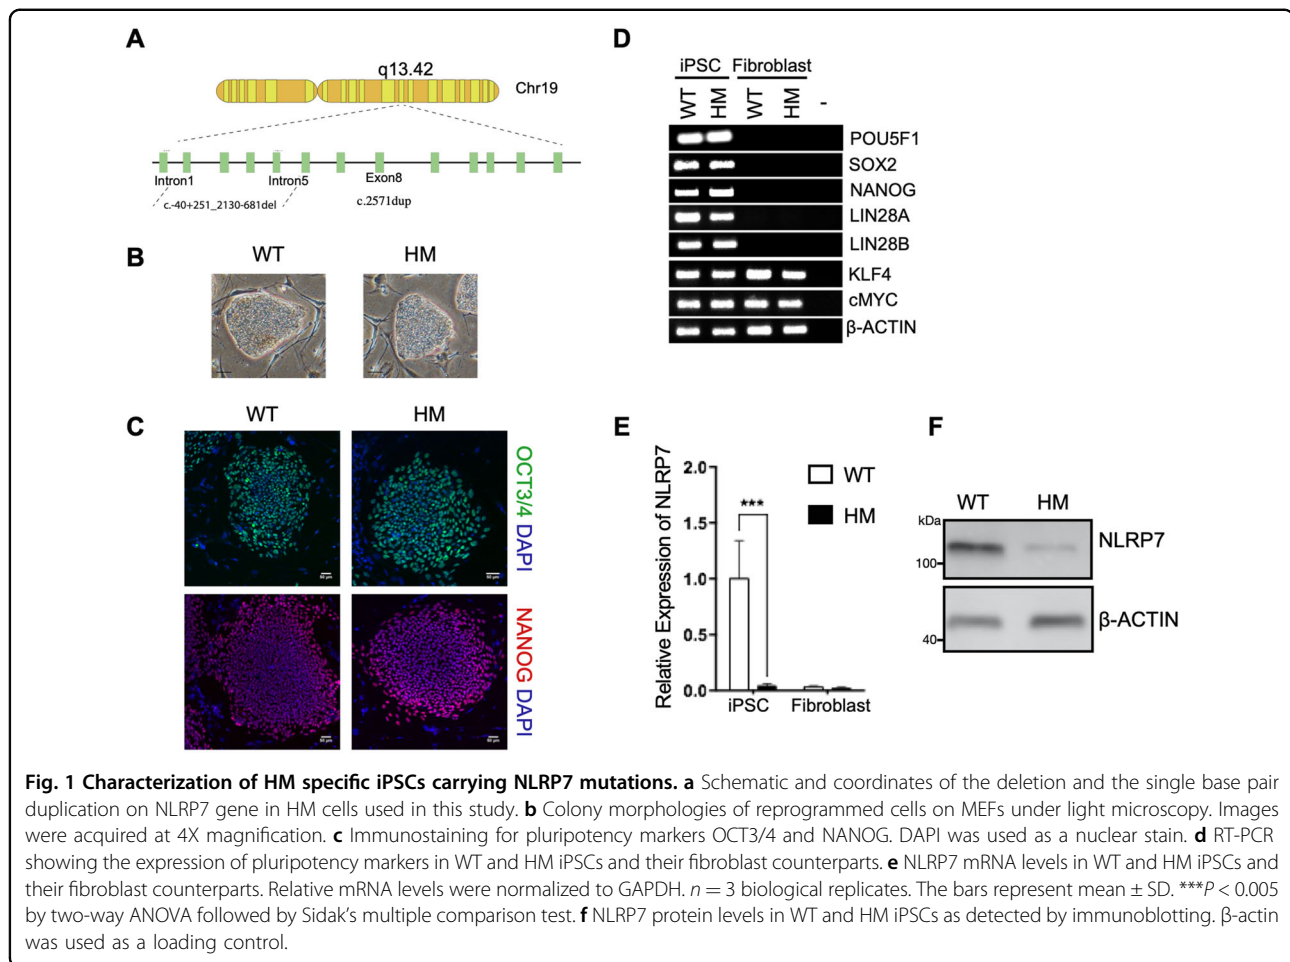 A
q13.42
Chr19
Intron1
Intron5
Exon8
c.-40+251_2130-681del
c.2571dup
B
WT
HM
C
WT
HM
OCT3/4 DAPI
NANOG DAPI
50 µm
50 µm
50 µm
50 µm
D
iPSC
Fibroblast
WT
HM
WT
HM
-
POU5F1
SOX2
NANOG
LIN28A
LIN28B
KLF4
cMYC
β-ACTIN
E
Relative Expression of NLRP7
2.0
1.5
1.0
0.5
0.0
***
WT
HM
iPSC
Fibroblast
F
WT
HM
kDa
100
NLRP7
40
β-ACTIN
Fig. 1 Characterization of HM specific iPSCs carrying NLRP7 mutations. a Schematic and coordinates of the deletion and the single base pair
duplication on NLRP7 gene in HM cells used in this study. b Colony morphologies of reprogrammed cells on MEFs under light microscopy. Images
were acquired at 4X magnification. c Immunostaining for pluripotency markers OCT3/4 and NANOG. DAPI was used as a nuclear stain. d RT-PCR
showing the expression of pluripotency markers in WT and HM iPSCs and their fibroblast counterparts. e NLRP7 mRNA levels in WT and HM iPSCs and
their fibroblast counterparts. Relative mRNA levels were normalized to GAPDH. n = 3 biological replicates. The bars represent mean ± SD. ***P < 0.005
by two-way ANOVA followed by Sidak's multiple comparison test. f NLRP7 protein levels in WT and HM iPSCs as detected by immunoblotting. β-actin
was used as a loading control.